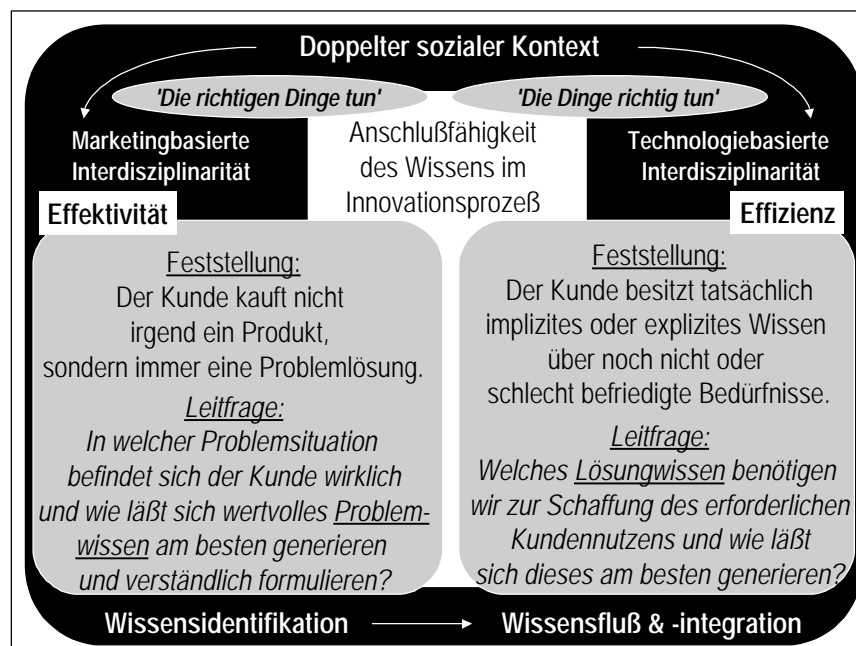 Doppelter sozialer Kontext
'Die richtigen Dinge tun'
'Die Dinge richtig tun'
Marketingbasierte
Interdisziplinarität
Anschlußfähigkeit
des Wissens im
Innovationsprozeß
Technologiebasierte
Interdisziplinarität
Effektivität
Effizienz
Feststellung:
Der Kunde kauft nicht
irgend ein Produkt,
sondern immer eine Problemlösung.
Leitfrage:
In welcher Problemsituation
befindet sich der Kunde wirklich
und wie läßt sich wertvolles Problem-
wissen am besten generieren
und verständlich formulieren?
Feststellung:
Der Kunde besitzt tatsächlich
implizites oder explizites Wissen
über noch nicht oder
schlecht befriedigte Bedürfnisse.
Leitfrage:
Welches Lösungwissen benötigen
wir zur Schaffung des erforderlichen
Kundennutzens und wie läßt
sich dieses am besten generieren?
Wissensidentifikation
Wissensfluß & -integration